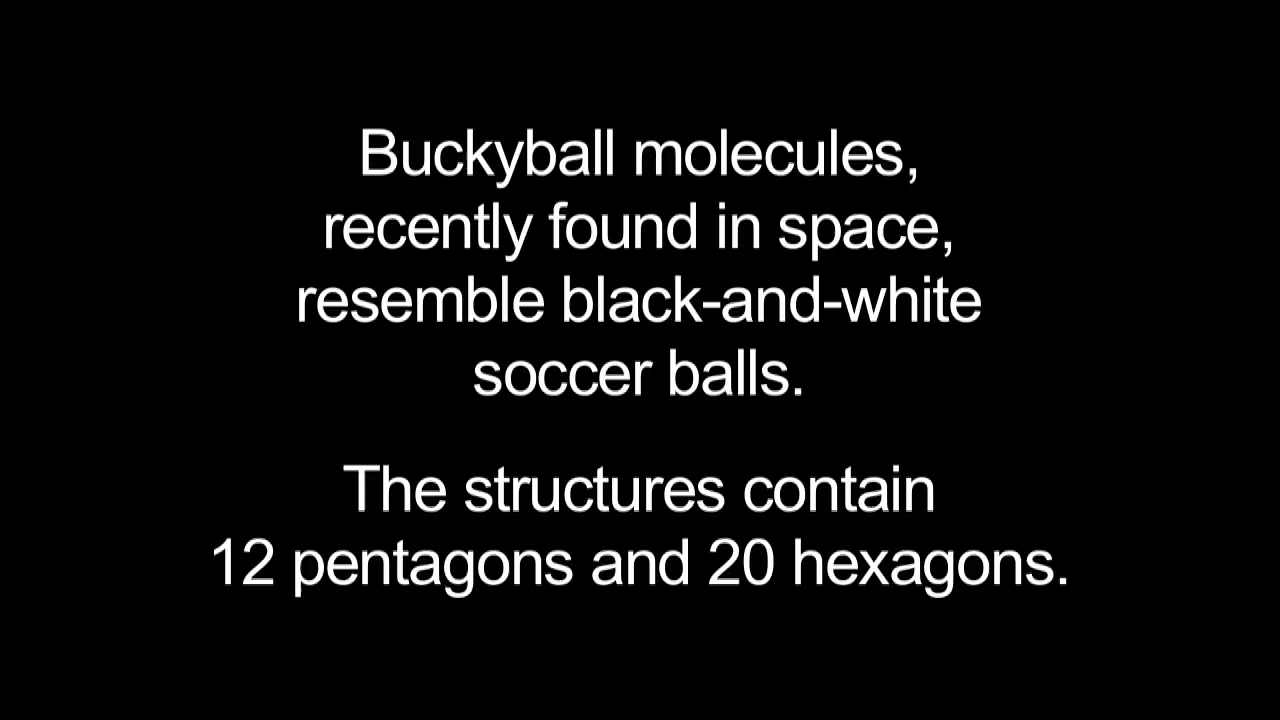 Buckyball molecules,
recently found in space,
resemble black-and-white
soccer balls.
The structures contain
12 pentagons and 20 hexagons.